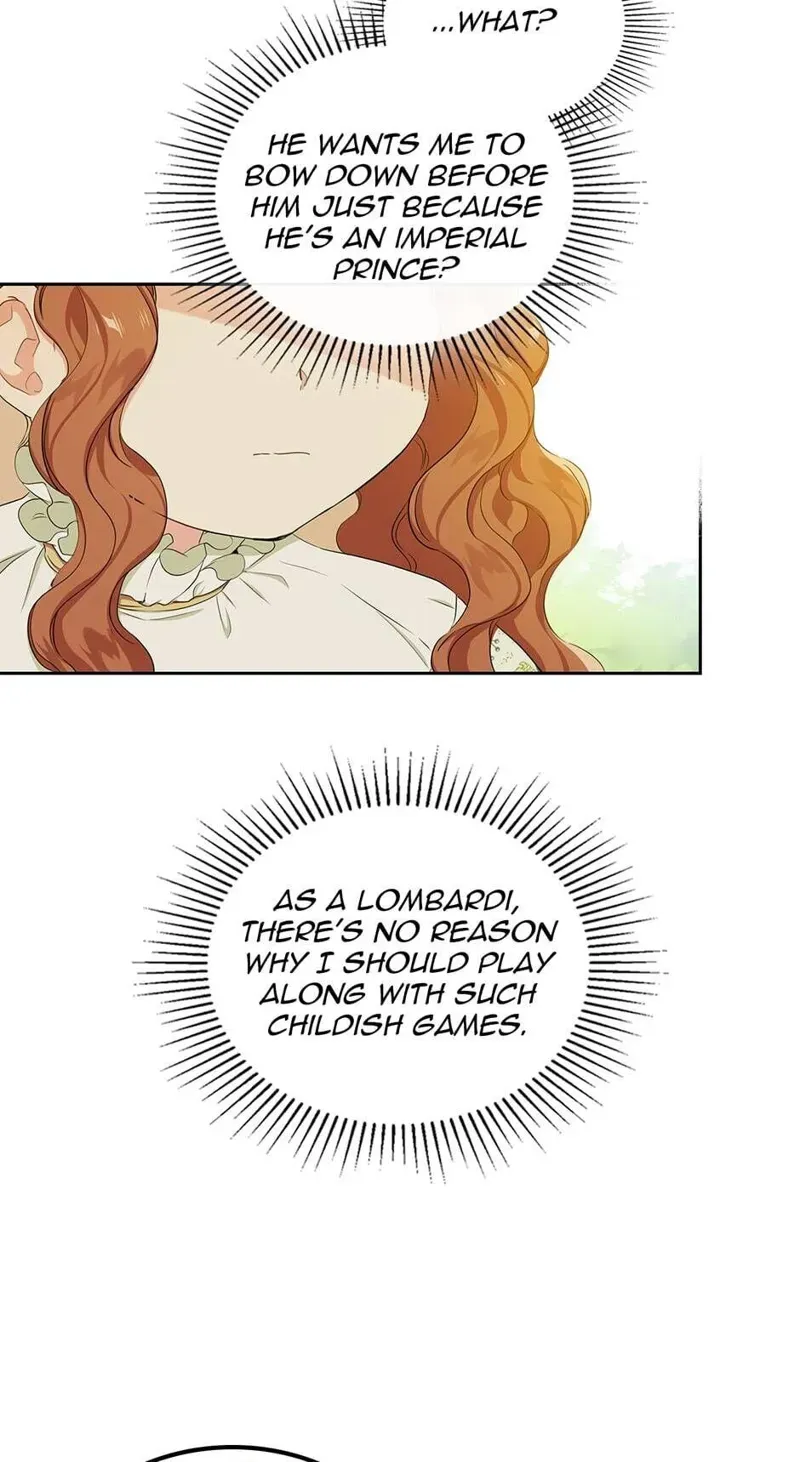 ...WHAT?
HE WANTS ME TO
BOW DOWN BEFORE
HIM JUST BECAUSE
HE'S AN IMPERIAL
PRINCE?
AS A LOMBARDI,
THERE'S NO REASON
WHY I SHOULD PLAY
ALONG WITH SUCH
CHILDISH GAMES.